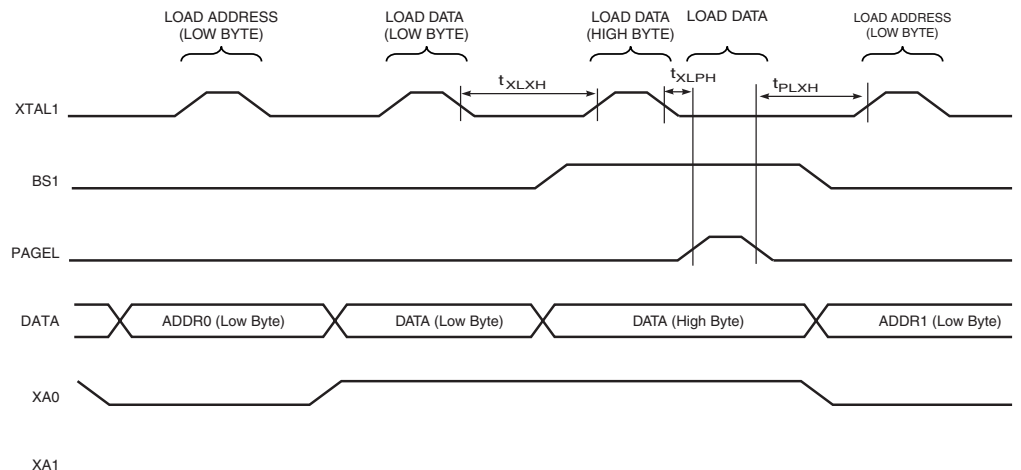 LOAD ADDRESS
(LOW BYTE)
LOAD DATA
(LOW BYTE)
LOAD DATA
(HIGH BYTE)
LOAD DATA
LOAD ADDRESS
(LOW BYTE)
tXLXH
tXLPH
tPLXH
XTAL1
BS1
PAGEL
DATA
ADDR0 (Low Byte)
DATA (Low Byte)
DATA (High Byte)
ADDR1 (Low Byte)
XA0
XA1